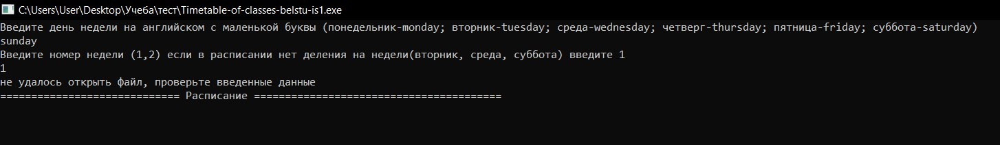 C:\Users\User\Desktop\Учеба\тест\Timetable-of-classes-belstu-is1.exe
Введите день недели на английском с маленькой буквы (понедельник-monday; вторник-tuesday; среда-wednesday; четверг-thursday; пятница-friday; суббота-saturday)
sunday
Введите номер недели (1,2) если в расписании нет деления на недели(вторник, среда, суббота) введите 1
1
не удалось открыть файл, проверьте введенные данные
============================= Расписание ========================================